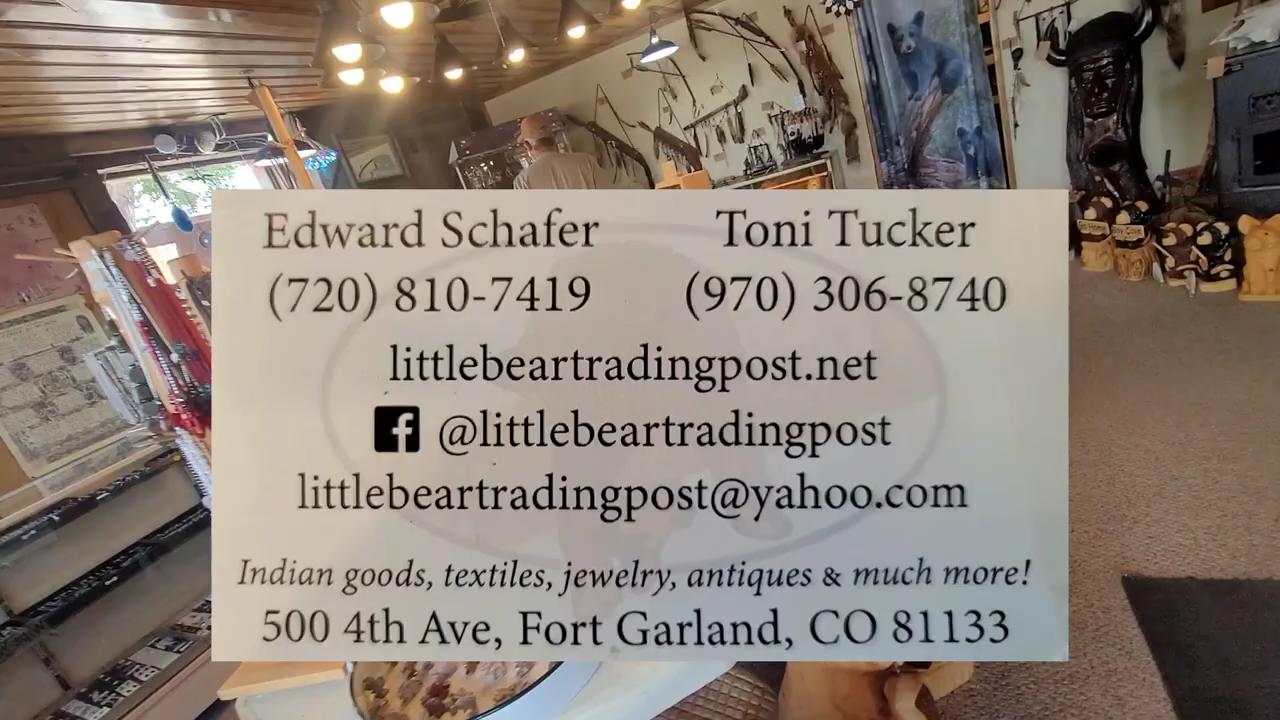 Edward Schafer
(720) 810-7419
Toni Tucker
(970) 306-8740
littlebeartradingpost.net
@littlebeartradingpost
littlebeartradingpost@yahoo.com
Indian goods, textiles, jewelry, antiques & much more!
500 4th Ave, Fort Garland, CO 81133